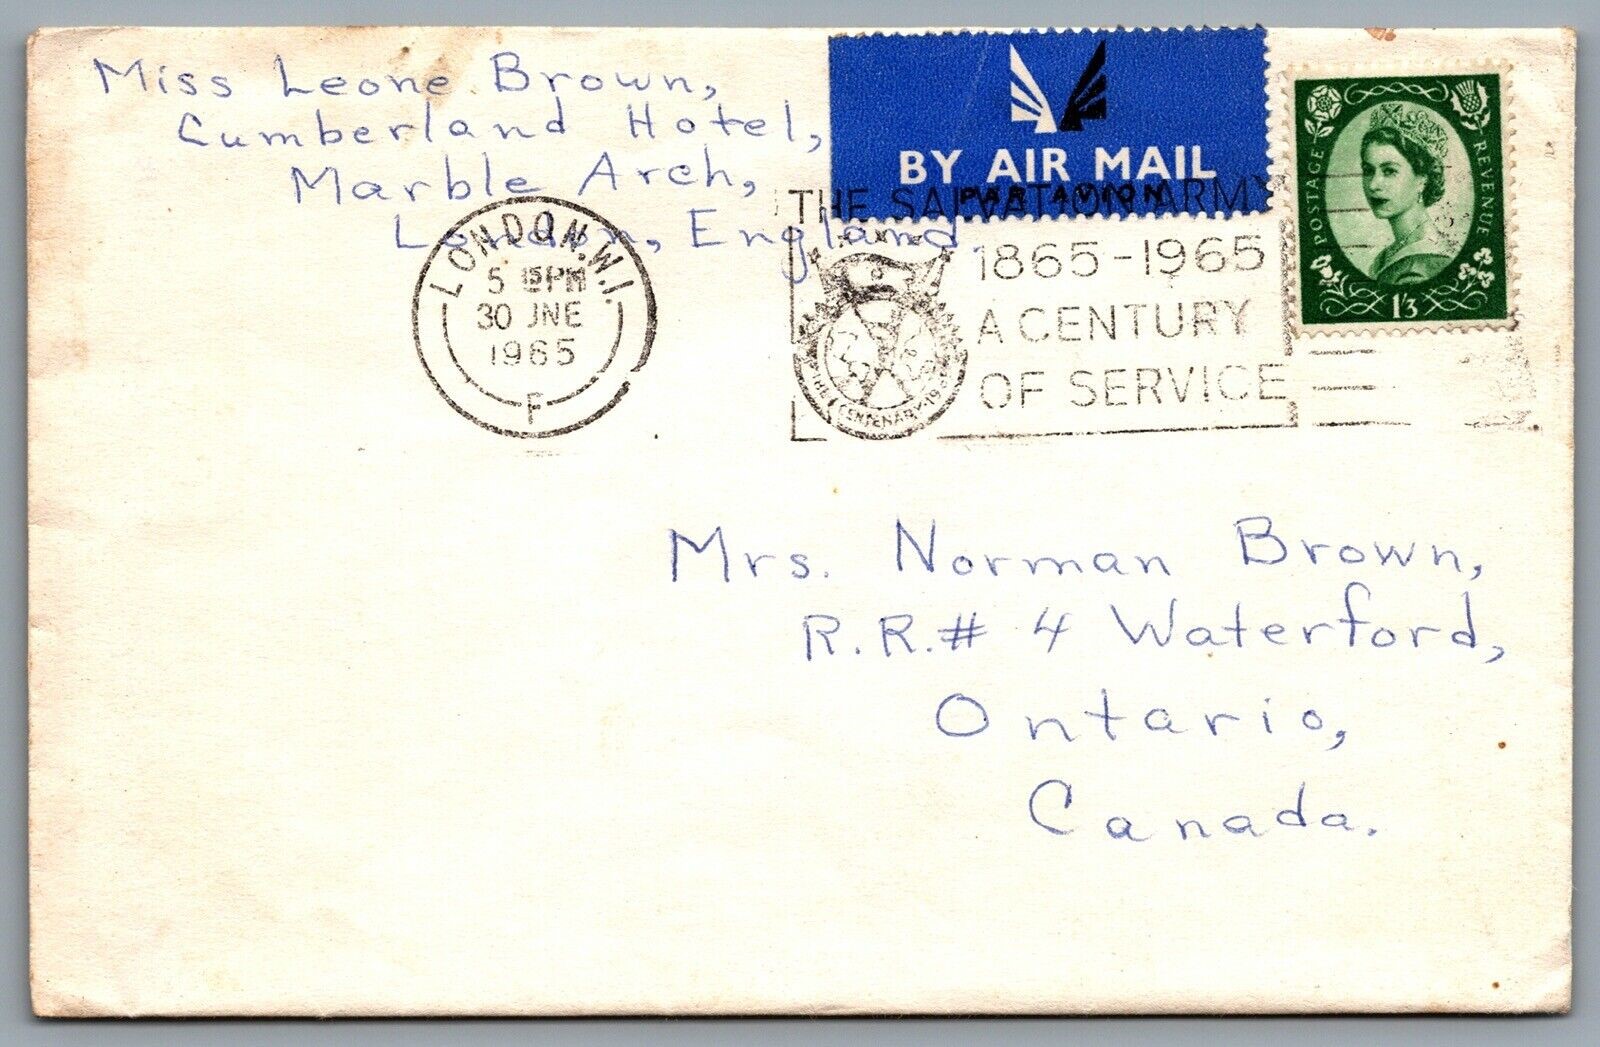 Miss Leone Brown,
Cumberland Hotel,
Marble Arch,
London, England.
BY AIR MAIL
PAR AVION
POSTAGE REVENUE
1/3
LONDON.W.1.
5 15PM
30 JNE
1965
F
THE SALVATION ARMY
1865-1965
A CENTURY
OF SERVICE
CENTENARY
Mrs. Norman Brown,
R.R.# 4 Waterford,
Ontario,
Canada.